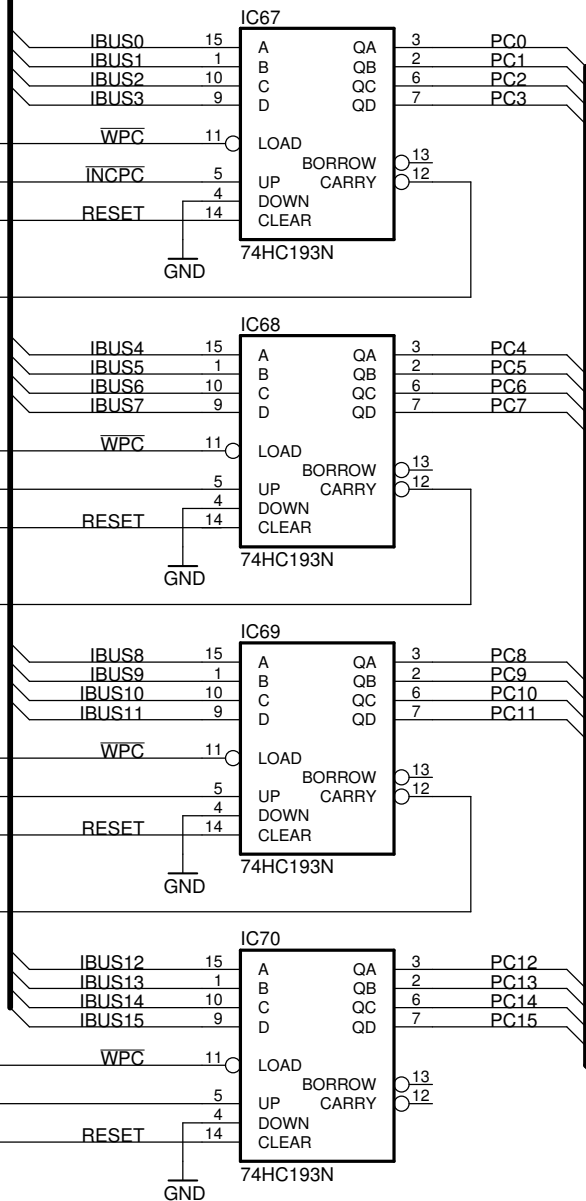 IC67
IBUS0 15 A QA 3 PC0
IBUS1 1 B QB 2 PC1
IBUS2 10 C QC 6 PC2
IBUS3 9 D QD 7 PC3
WPC 11 LOAD
BORROW 13
INCPC 5 UP CARRY 12
4 DOWN
RESET 14 CLEAR
GND 74HC193N
IC68
IBUS4 15 A QA 3 PC4
IBUS5 1 B QB 2 PC5
IBUS6 10 C QC 6 PC6
IBUS7 9 D QD 7 PC7
WPC 11 LOAD
BORROW 13
5 UP CARRY 12
4 DOWN
RESET 14 CLEAR
GND 74HC193N
IC69
IBUS8 15 A QA 3 PC8
IBUS9 1 B QB 2 PC9
IBUS10 10 C QC 6 PC10
IBUS11 9 D QD 7 PC11
WPC 11 LOAD
BORROW 13
5 UP CARRY 12
4 DOWN
RESET 14 CLEAR
GND 74HC193N
IC70
IBUS12 15 A QA 3 PC12
IBUS13 1 B QB 2 PC13
IBUS14 10 C QC 6 PC14
IBUS15 9 D QD 7 PC15
WPC 11 LOAD
BORROW 13
5 UP CARRY 12
4 DOWN
RESET 14 CLEAR
GND 74HC193N